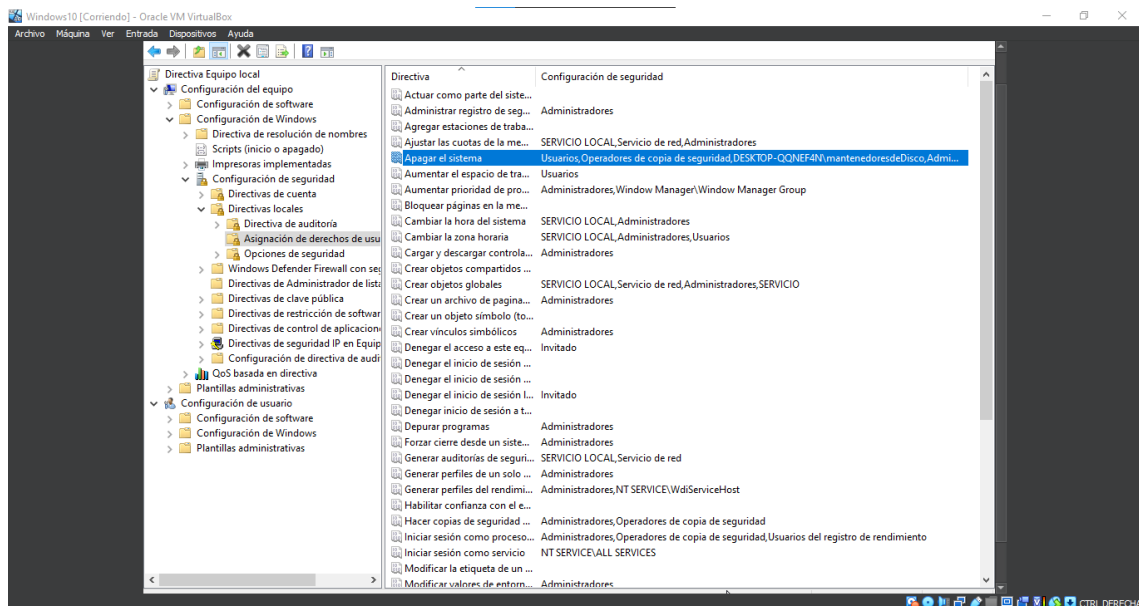 Windows10 [Corriendo] - Oracle VM VirtualBox
Archivo Máquina Ver Entrada Dispositivos Ayuda
Directiva Equipo local
Configuración del equipo
Configuración de software
Configuración de Windows
Directiva de resolución de nombres
Scripts (inicio o apagado)
Impresoras implementadas
Configuración de seguridad
Directivas de cuenta
Directivas locales
Directiva de auditoría
Asignación de derechos de usu
Opciones de seguridad
Windows Defender Firewall con seg
Directivas de Administrador de lista
Directivas de clave pública
Directivas de restricción de softwar
Directivas de control de aplicacion
Directivas de seguridad IP en Equip
Configuración de directiva de audi
QoS basada en directiva
Plantillas administrativas
Configuración de usuario
Configuración de software
Configuración de Windows
Plantillas administrativas
Directiva Configuración de seguridad
Actuar como parte del siste...
Administrar registro de seg... Administradores
Agregar estaciones de traba...
Ajustar las cuotas de la me... SERVICIO LOCAL,Servicio de red,Administradores
Apagar el sistema Usuarios,Operadores de copia de seguridad,DESKTOP-QQNEF4N\mantenedoresdeDisco,Admi...
Aumentar el espacio de tra... Usuarios
Aumentar prioridad de pro... Administradores,Window Manager\Window Manager Group
Bloquear páginas en la me...
Cambiar la hora del sistema SERVICIO LOCAL,Administradores
Cambiar la zona horaria SERVICIO LOCAL,Administradores,Usuarios
Cargar y descargar controla... Administradores
Crear objetos compartidos ...
Crear objetos globales SERVICIO LOCAL,Servicio de red,Administradores,SERVICIO
Crear un archivo de pagina... Administradores
Crear un objeto símbolo (to...
Crear vínculos simbólicos Administradores
Denegar el acceso a este eq... Invitado
Denegar el inicio de sesión ...
Denegar el inicio de sesión ...
Denegar el inicio de sesión l... Invitado
Denegar inicio de sesión a t...
Depurar programas Administradores
Forzar cierre desde un siste... Administradores
Generar auditorías de seguri... SERVICIO LOCAL,Servicio de red
Generar perfiles de un solo ... Administradores
Generar perfiles del rendimi... Administradores,NT SERVICE\WdiServiceHost
Habilitar confianza con el e...
Hacer copias de seguridad ... Administradores,Operadores de copia de seguridad
Iniciar sesión como proceso... Administradores,Operadores de copia de seguridad,Usuarios del registro de rendimiento
Iniciar sesión como servicio NT SERVICE\ALL SERVICES
Modificar la etiqueta de un ...
Modificar valores de entorn... Administradores
CTRL DERECHA